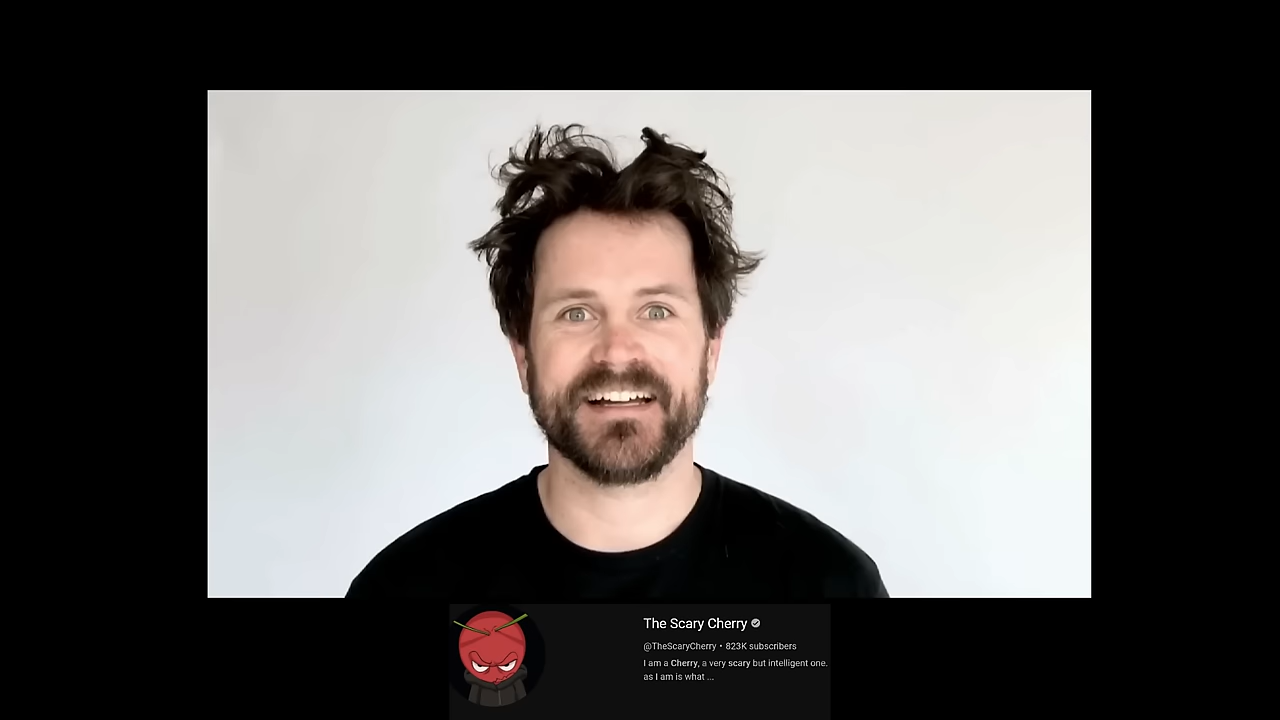 The Scary Cherry
@TheScaryCherry • 823K subscribers
I am a Cherry, a very scary but intelligent one.
as I am is what ...